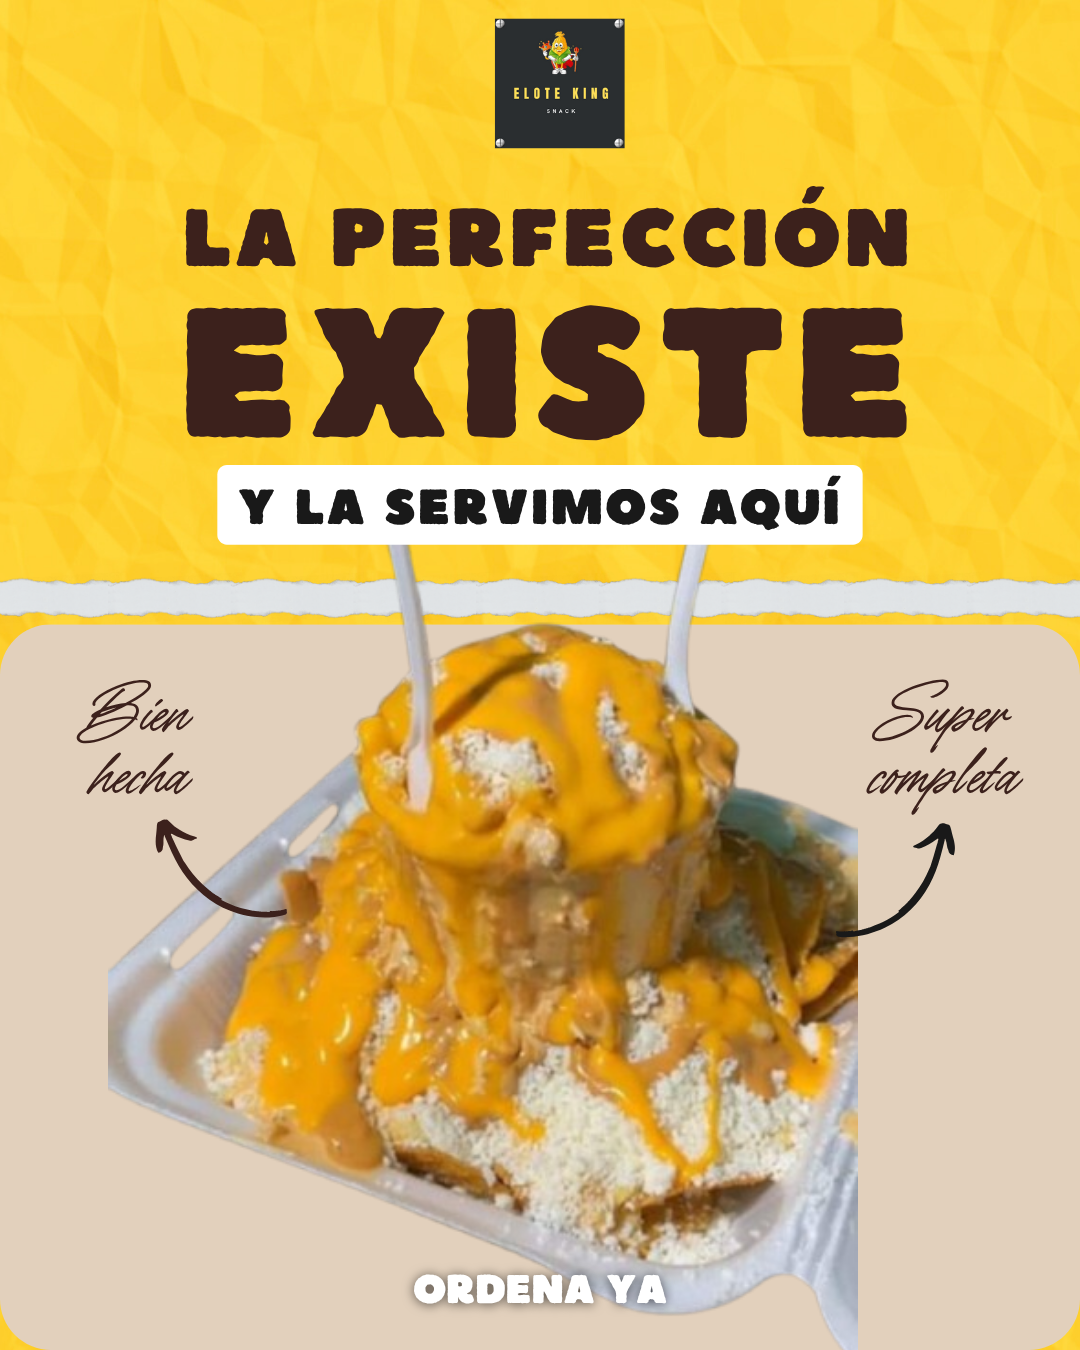 ELOTE KING
SNACK
LA PERFECCIÓN
EXISTE
Y LA SERVIMOS AQUÍ
Bien
hecha
Super
completa
ORDENA YA